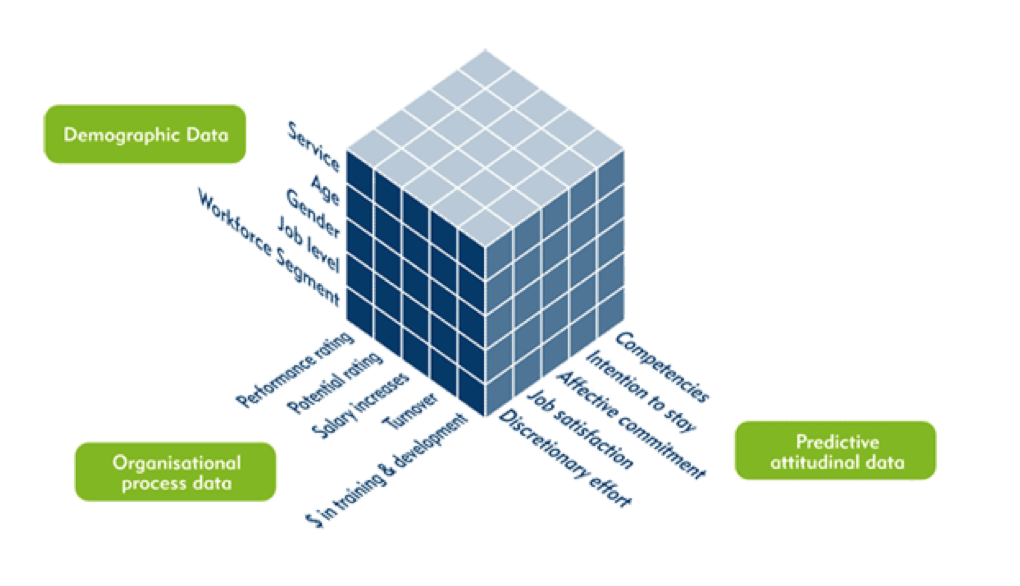 Demographic Data
Service
Age
Gender
Job level
Workforce Segment
Performance rating
Potential rating
Salary increases
Turnover
$ in training & development
Organisational
process data
Competencies
Intention to stay
Affective commitment
Job satisfaction
Discretionary effort
Predictive
attitudinal data